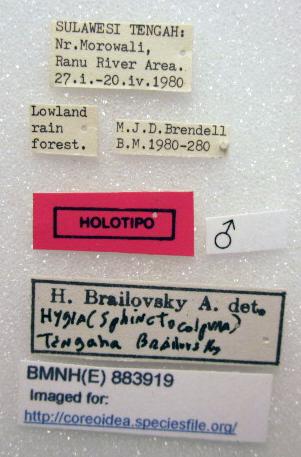 SULAWESI TENGAH:
Nr.Morowali,
Ranu River Area.
27.i.-20.iv.1980
Lowland
rain
forest.
M.J.D.Brendell
B.M.1980-280
HOLOTIPO
♂
H. Brailovsky A. det.
Hygia (Sphinctocolpura)
Tengaha Brailovsky
BMNH(E) 883919
Imaged for:
http://coreoidea.speciesfile.org/